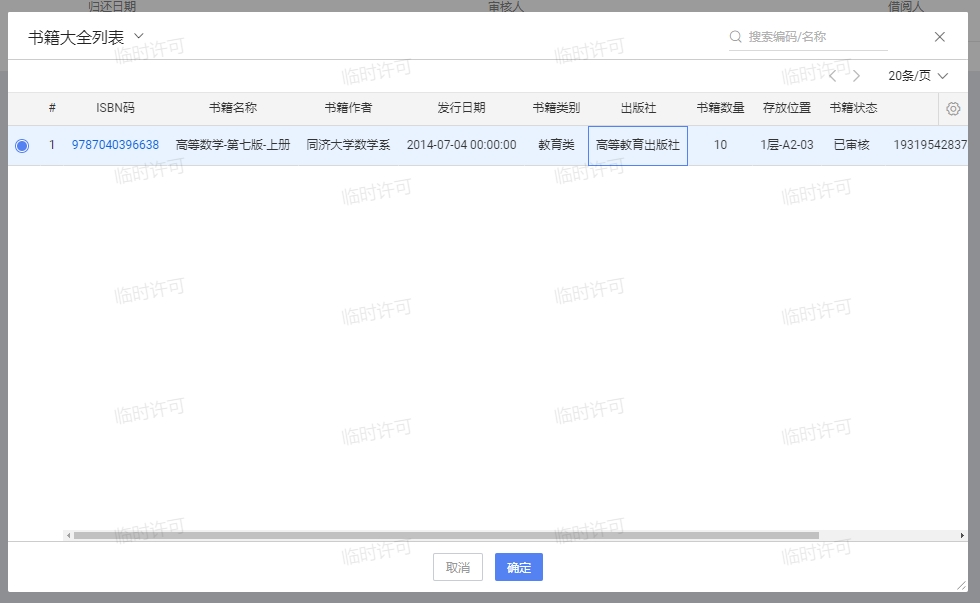 归还日期 审核人 借阅人
书籍大全列表 搜索编码/名称
20条/页
# ISBN码 书籍名称 书籍作者 发行日期 书籍类别 出版社 书籍数量 存放位置 书籍状态
1 9787040396638 高等数学-第七版-上册 同济大学数学系 2014-07-04 00:00:00 教育类 高等教育出版社 10 1层-A2-03 已审核 19319542837
临时许可 临时许可
临时许可 临时许可
临时许可 临时许可
临时许可 临时许可
临时许可 临时许可
临时许可 临时许可
临时许可 临时许可
临时许可 临时许可
临时许可 临时许可
临时许可 临时许可
取消 确定